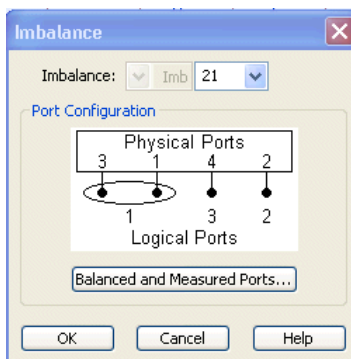 Imbalance
Imbalance: Imb 21
Port Configuration
Physical Ports
3 1 4 2
1 3 2
Logical Ports
Balanced and Measured Ports...
OK Cancel Help